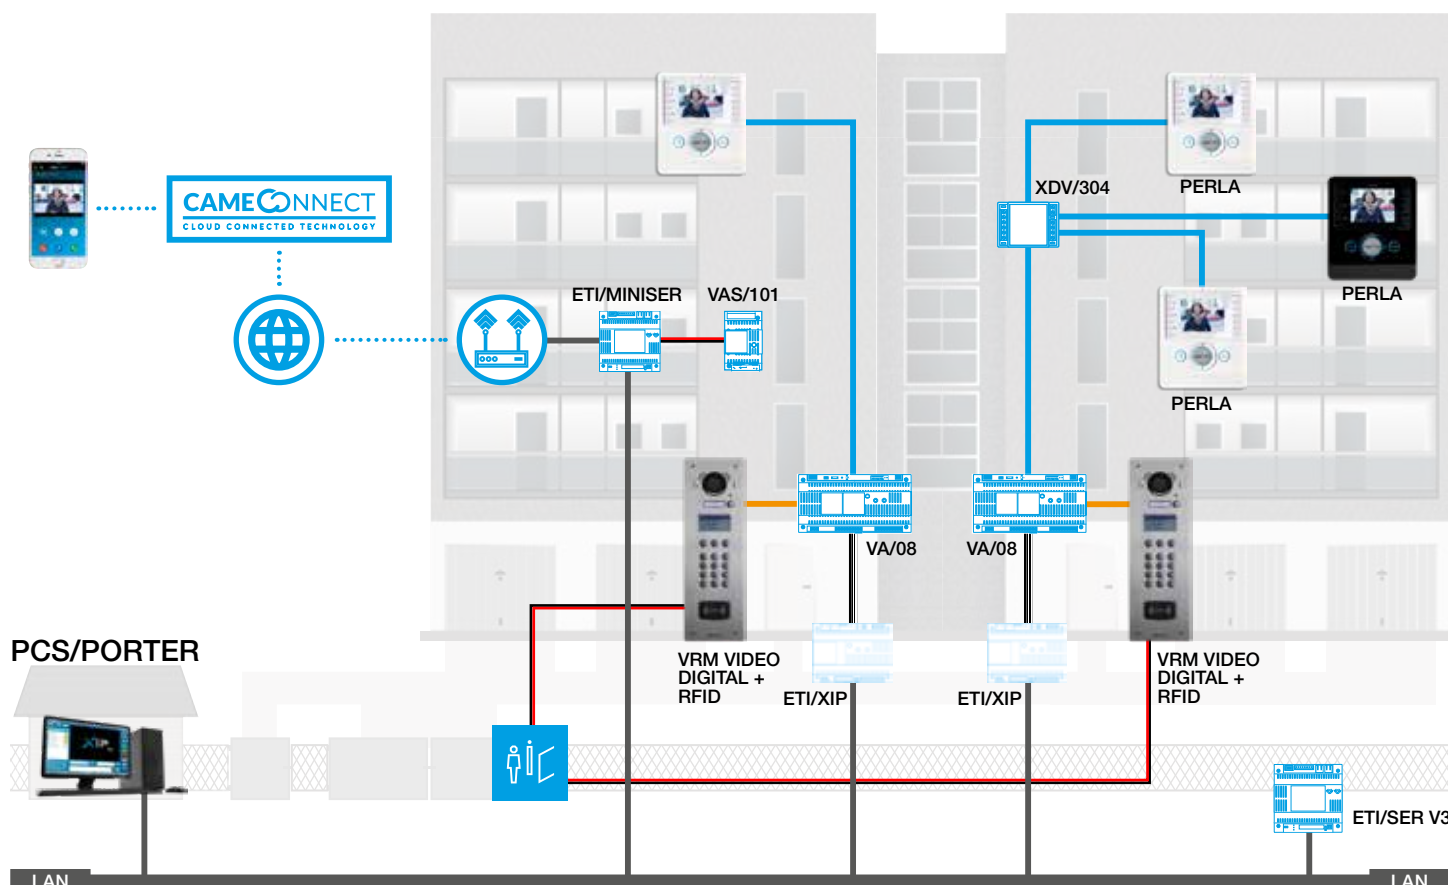 XDV/304
PERLA
CAMECONNECT
CLOUD CONNECTED TECHNOLOGY
ETI/MINISER
VAS/101
PERLA
PERLA
VA/08
VA/08
PCS/PORTER
VRM VIDEO
DIGITAL +
RFID
ETI/XIP
ETI/XIP
VRM VIDEO
DIGITAL +
RFID
XIP
ETI/SER V3
LAN
LAN